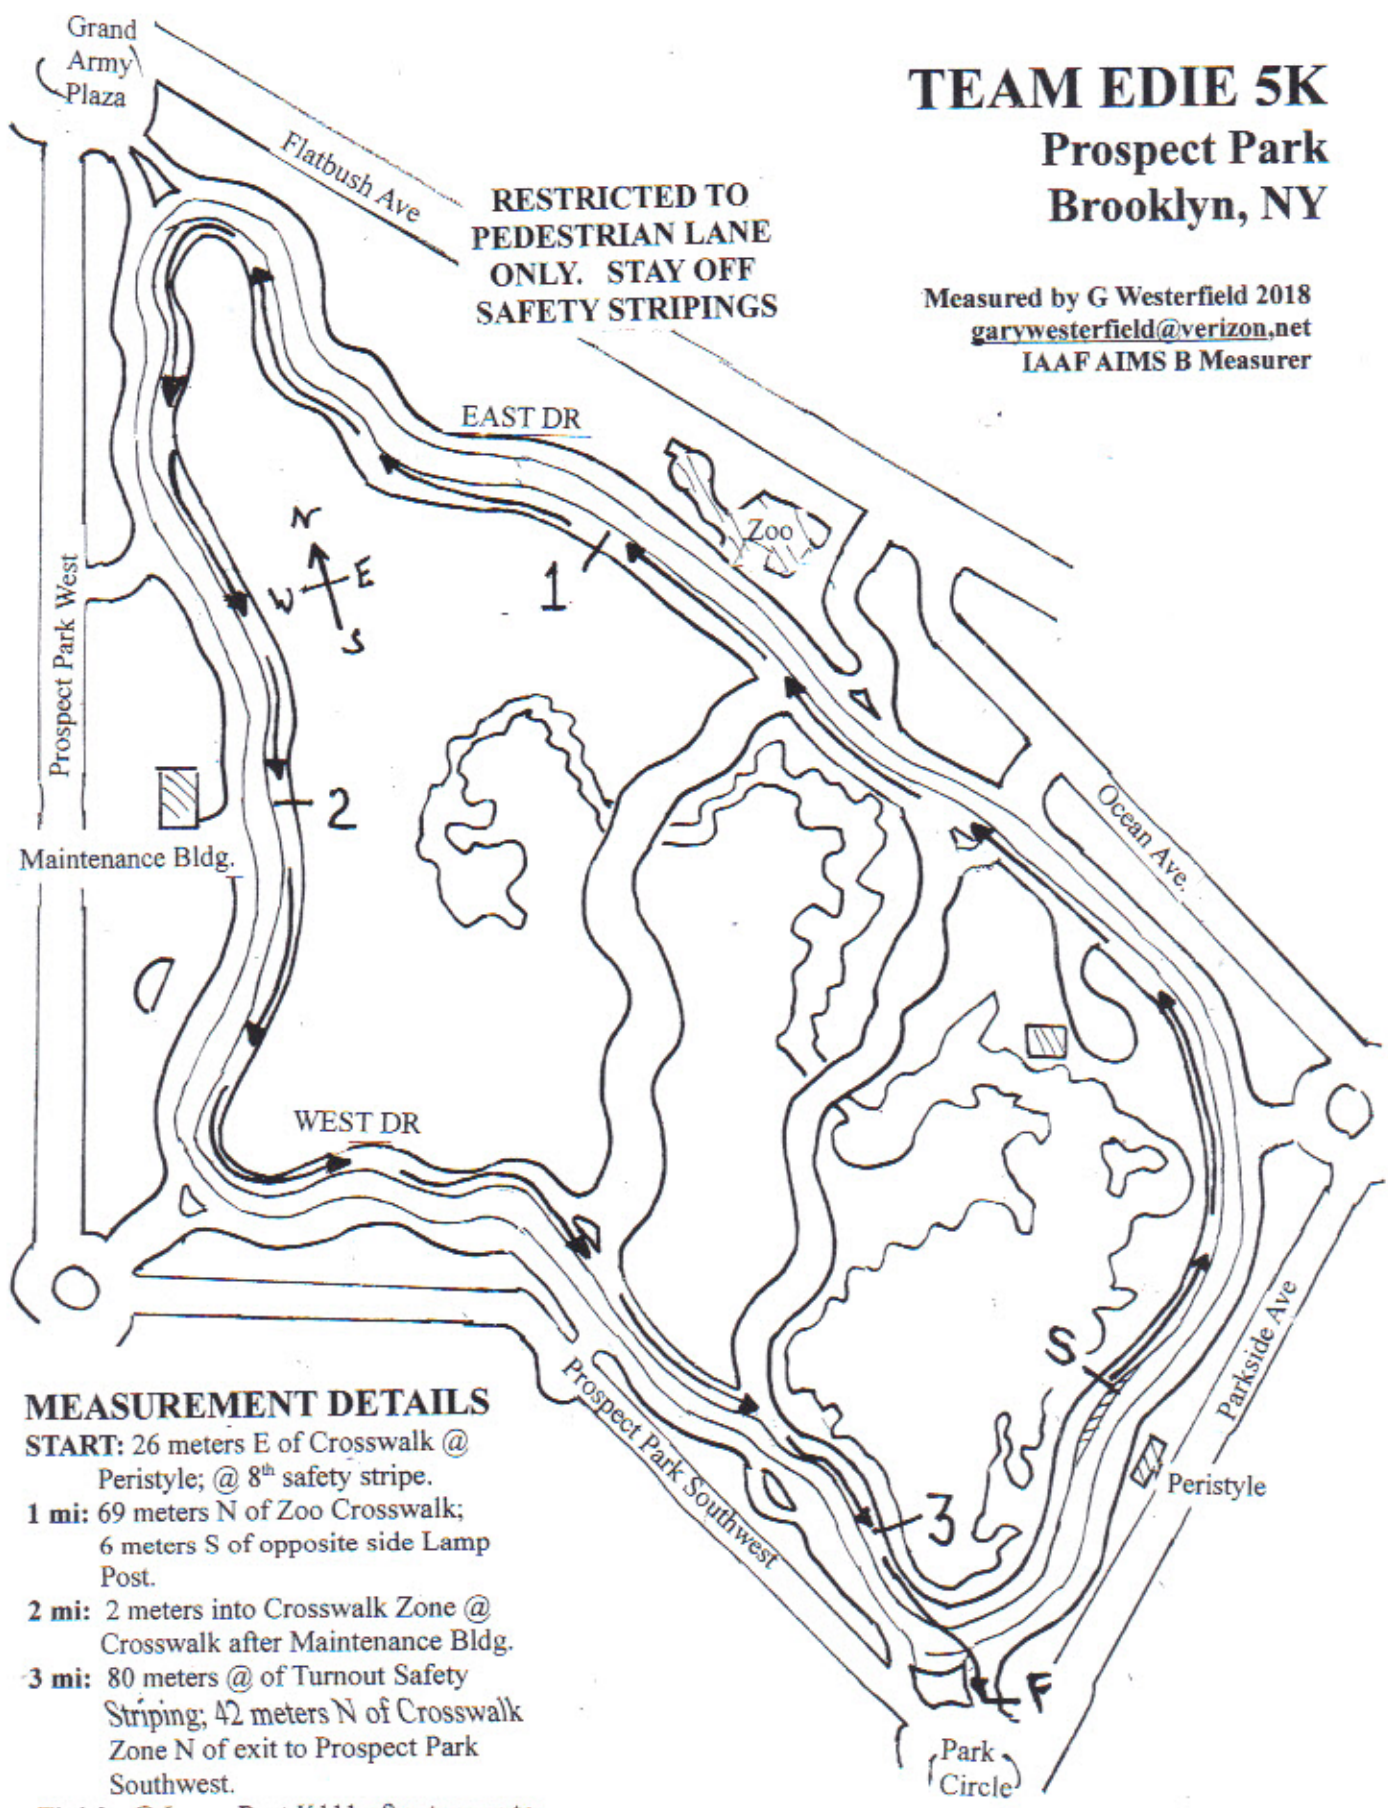 Grand
Army
Plaza
Flatbush Ave
TEAM EDIE 5K
Prospect Park
Brooklyn, NY
RESTRICTED TO
PEDESTRIAN LANE
ONLY. STAY OFF
SAFETY STRIPINGS
Measured by G Westerfield 2018
garywesterfield@verizon,net
IAAF AIMS B Measurer
EAST DR
Zoo
N
W E
S
1
Prospect Park West
2
Ocean Ave.
Maintenance Bldg.
WEST DR
S
Parkside Ave
Prospect Park Southwest
Peristyle
3
F
Park
Circle
MEASUREMENT DETAILS
START: 26 meters E of Crosswalk @
Peristyle; @ 8th safety stripe.
1 mi: 69 meters N of Zoo Crosswalk;
6 meters S of opposite side Lamp
Post.
2 mi: 2 meters into Crosswalk Zone @
Crosswalk after Maintenance Bldg.
3 mi: 80 meters @ of Turnout Safety
Striping; 42 meters N of Crosswalk
Zone N of exit to Prospect Park
Southwest.